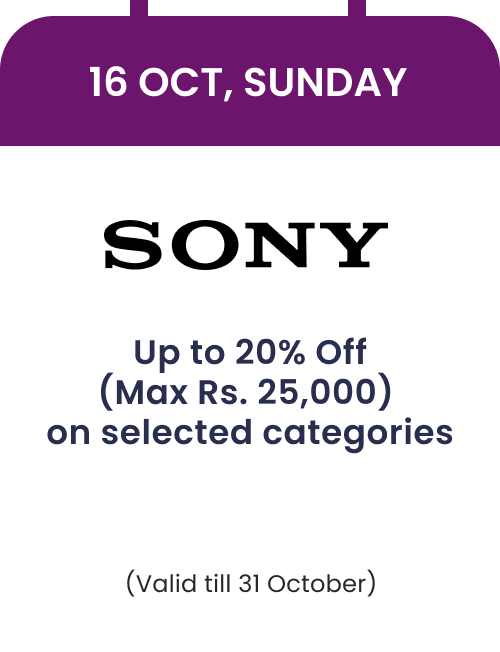 16 OCT, SUNDAY
SONY
Up to 20% Off
(Max Rs. 25,000)
on selected categories
(Valid till 31 October)